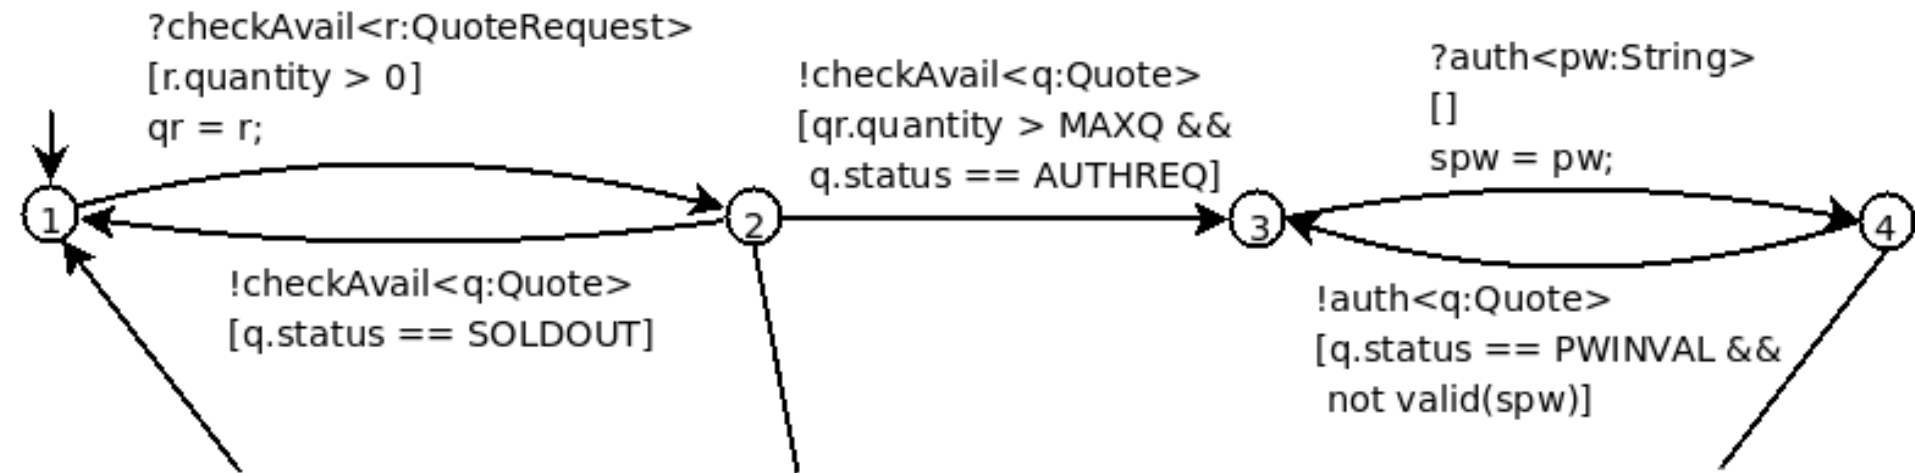 ?checkAvail<r:QuoteRequest>
[r.quantity > 0]
qr = r;
!checkAvail<q:Quote>
[qr.quantity > MAXQ &&
q.status == AUTHREQ]
?auth<pw:String>
[]
spw = pw;
1
2
3
4
!checkAvail<q:Quote>
[q.status == SOLDOUT]
!auth<q:Quote>
[q.status == PWINVAL &&
not valid(spw)]